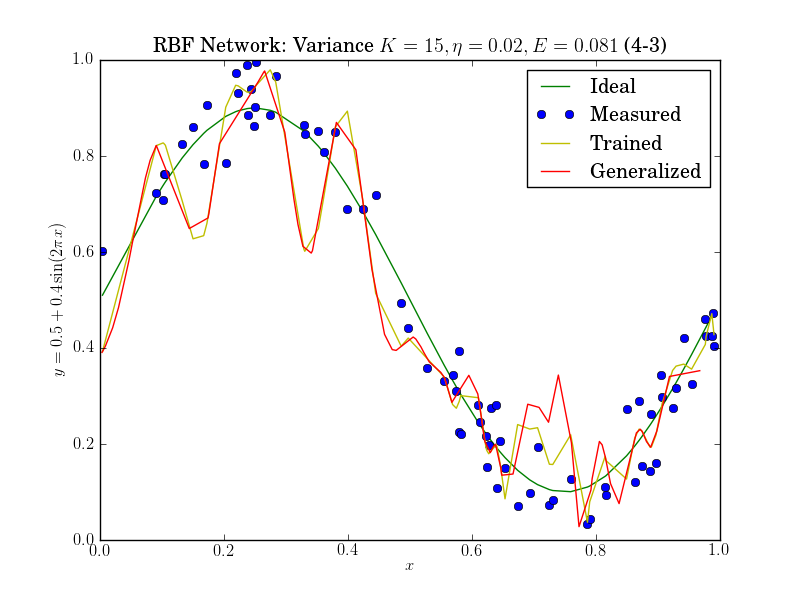 RBF Network: Variance K = 15, η = 0.02, E = 0.081 (4-3)
1.0
0.8
0.6
0.4
0.2
0.0
y = 0.5 + 0.4 sin(2πx)
Ideal
Measured
Trained
Generalized
0.0 0.2 0.4 0.6 0.8 1.0
x